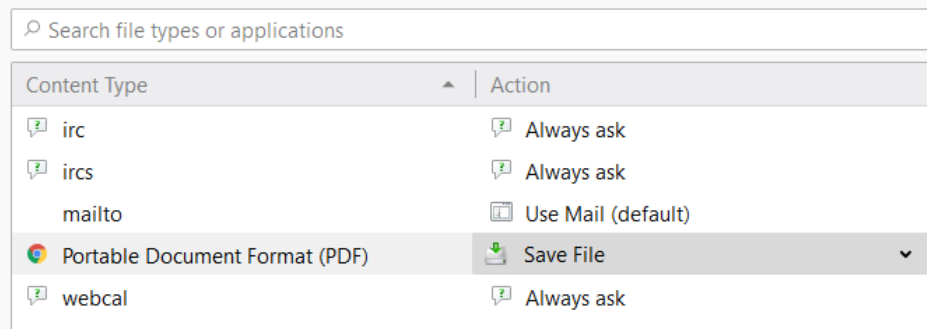 Search file types or applications
Content Type Action
irc Always ask
ircs Always ask
mailto Use Mail (default)
Portable Document Format (PDF) Save File
webcal Always ask